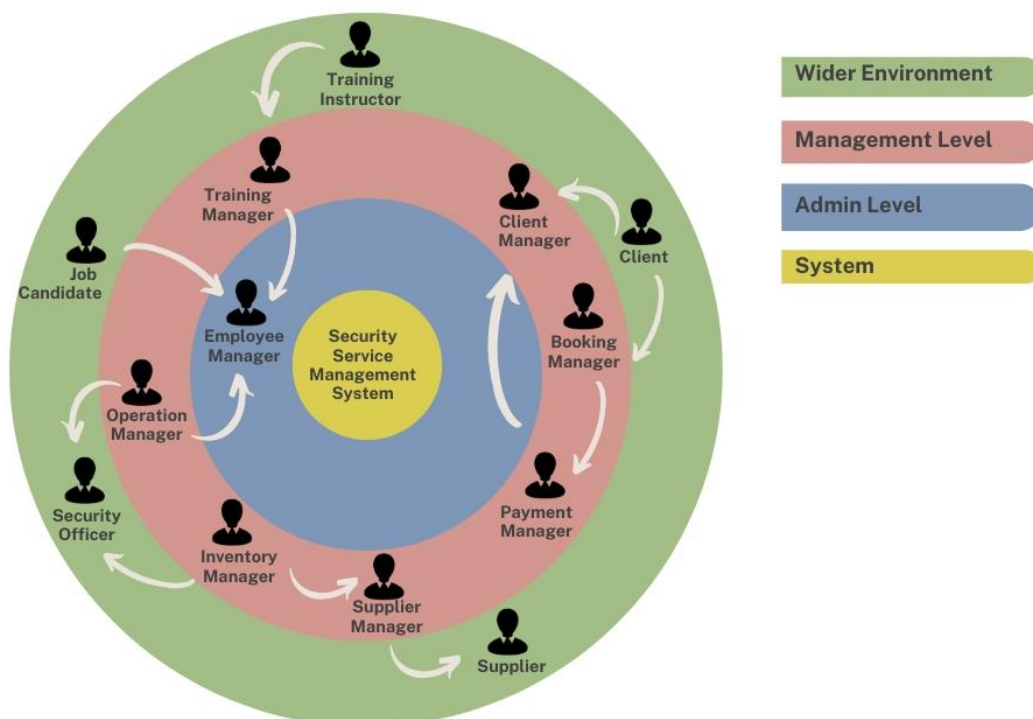 Training
Instructor
Training
Manager
Client
Manager
Client
Job
Candidate
Employee
Manager
Security
Service
Management
System
Booking
Manager
Operation
Manager
Security
Officer
Inventory
Manager
Payment
Manager
Supplier
Manager
Supplier
Wider Environment
Management Level
Admin Level
System